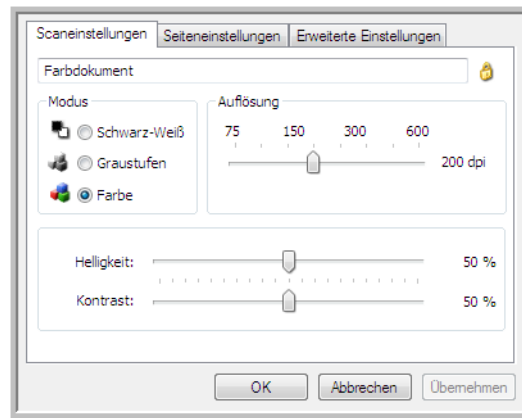 Scaneinstellungen Seiteneinstellungen Erweiterte Einstellungen
Farbdokument
Modus
Schwarz-Weiß
Graustufen
Farbe
Auflösung
75 150 300 600
200 dpi
Helligkeit: 50 %
Kontrast: 50 %
OK Abbrechen Übernehmen